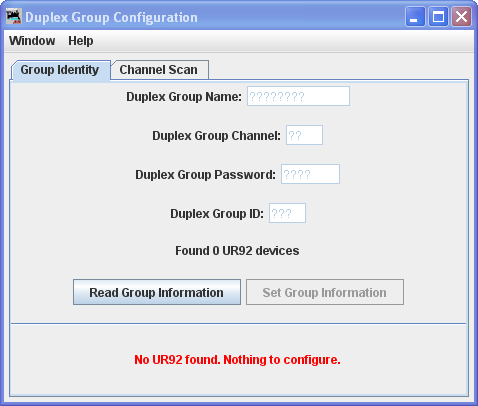 Duplex Group Configuration
Window Help
Group Identity Channel Scan
Duplex Group Name: ????????
Duplex Group Channel: ??
Duplex Group Password: ????
Duplex Group ID: ???
Found 0 UR92 devices
Read Group Information Set Group Information
No UR92 found. Nothing to configure.